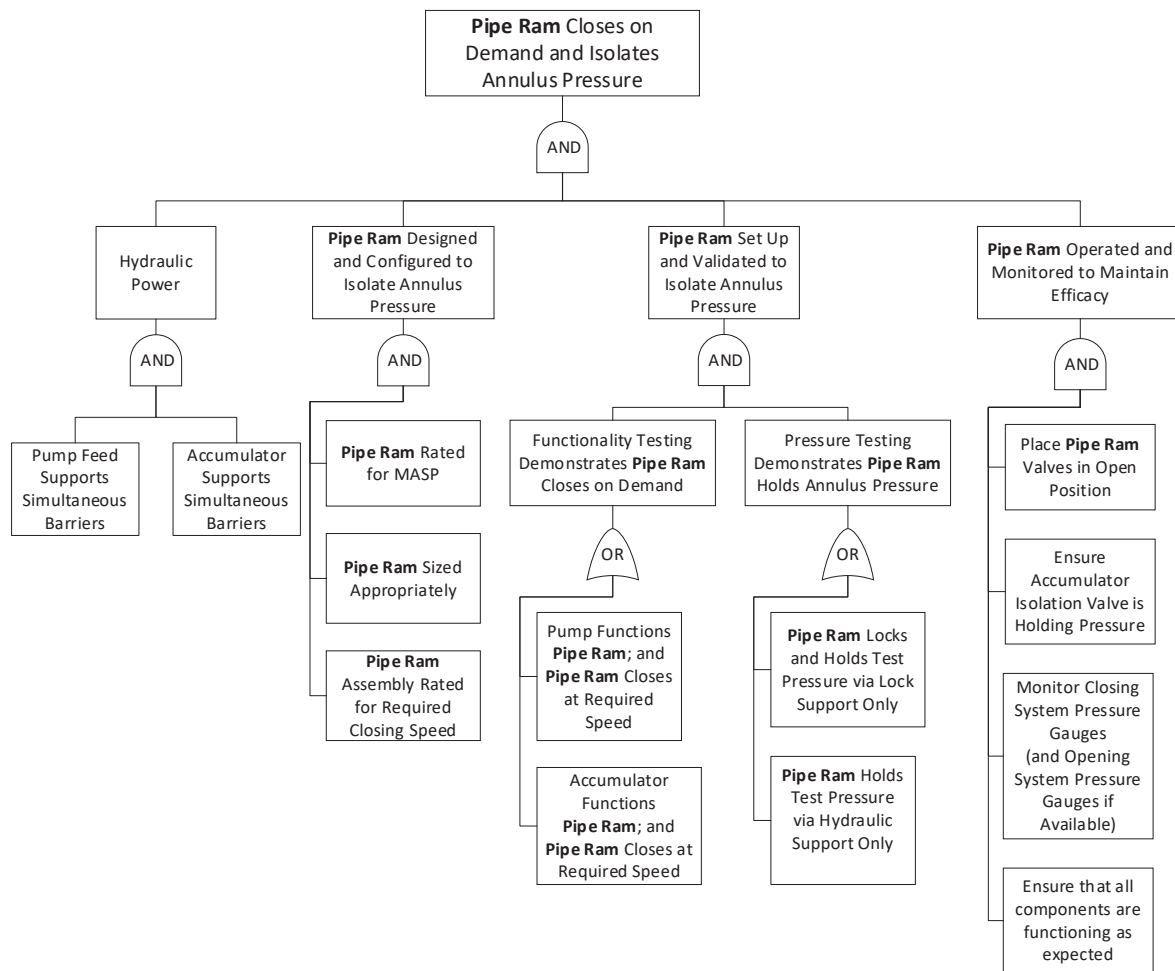 Pipe Ram Closes on
Demand and Isolates
Annulus Pressure
AND
Hydraulic
Power
Pipe Ram Designed
and Configured to
Isolate Annulus
Pressure
Pipe Ram Set Up
and Validated to
Isolate Annulus
Pressure
Pipe Ram Operated and
Monitored to Maintain
Efficacy
AND
AND
AND
AND
Pump Feed
Supports
Simultaneous
Barriers
Accumulator
Supports
Simultaneous
Barriers
Pipe Ram Rated
for MASP
Pipe Ram Sized
Appropriately
Pipe Ram
Assembly Rated
for Required
Closing Speed
Functionality Testing
Demonstrates Pipe Ram
Closes on Demand
Pressure Testing
Demonstrates Pipe Ram
Holds Annulus Pressure
OR
OR
Pump Functions
Pipe Ram; and
Pipe Ram Closes
at Required
Speed
Accumulator
Functions
Pipe Ram; and
Pipe Ram Closes at
Required Speed
Pipe Ram Locks
and Holds Test
Pressure via Lock
Support Only
Pipe Ram Holds
Test Pressure
via Hydraulic
Support Only
Place Pipe Ram
Valves in Open
Position
Ensure
Accumulator
Isolation Valve is
Holding Pressure
Monitor Closing
System Pressure
Gauges
(and Opening
System Pressure
Gauges if
Available)
Ensure that all
components are
functioning as
expected